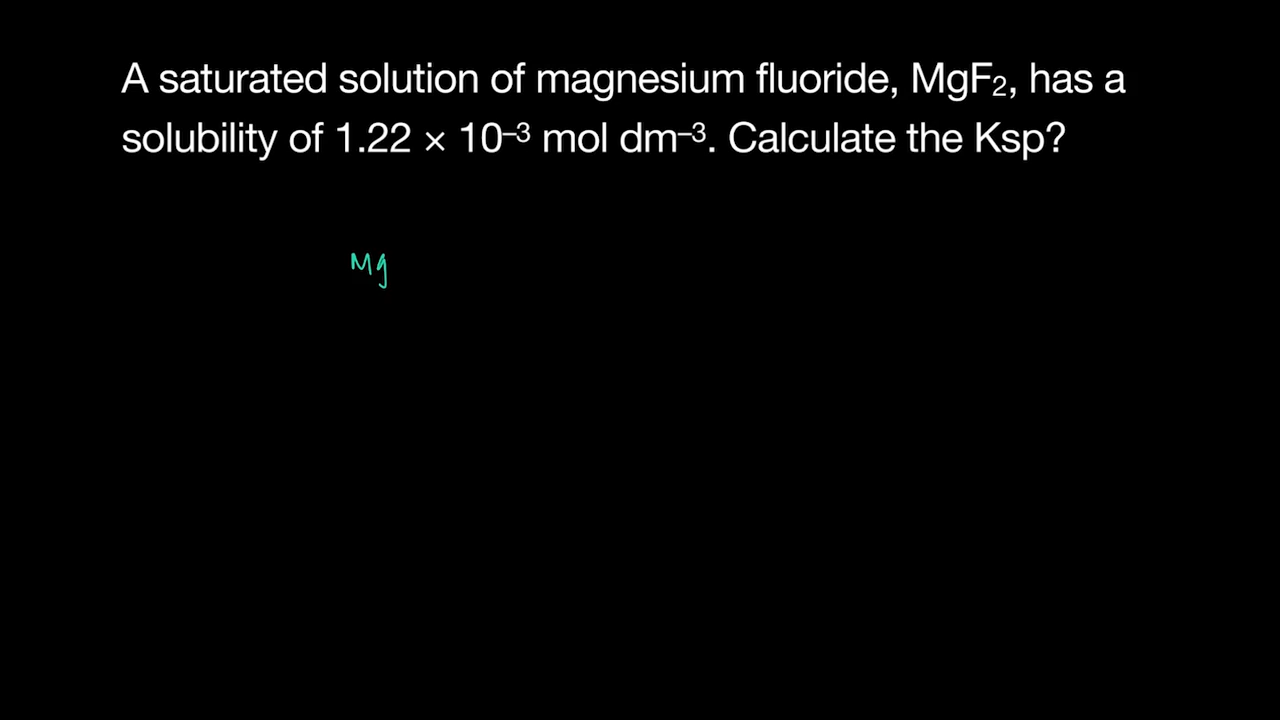 A saturated solution of magnesium fluoride, MgF₂, has a
solubility of 1.22 × 10⁻³ mol dm⁻³. Calculate the Ksp?
Mg